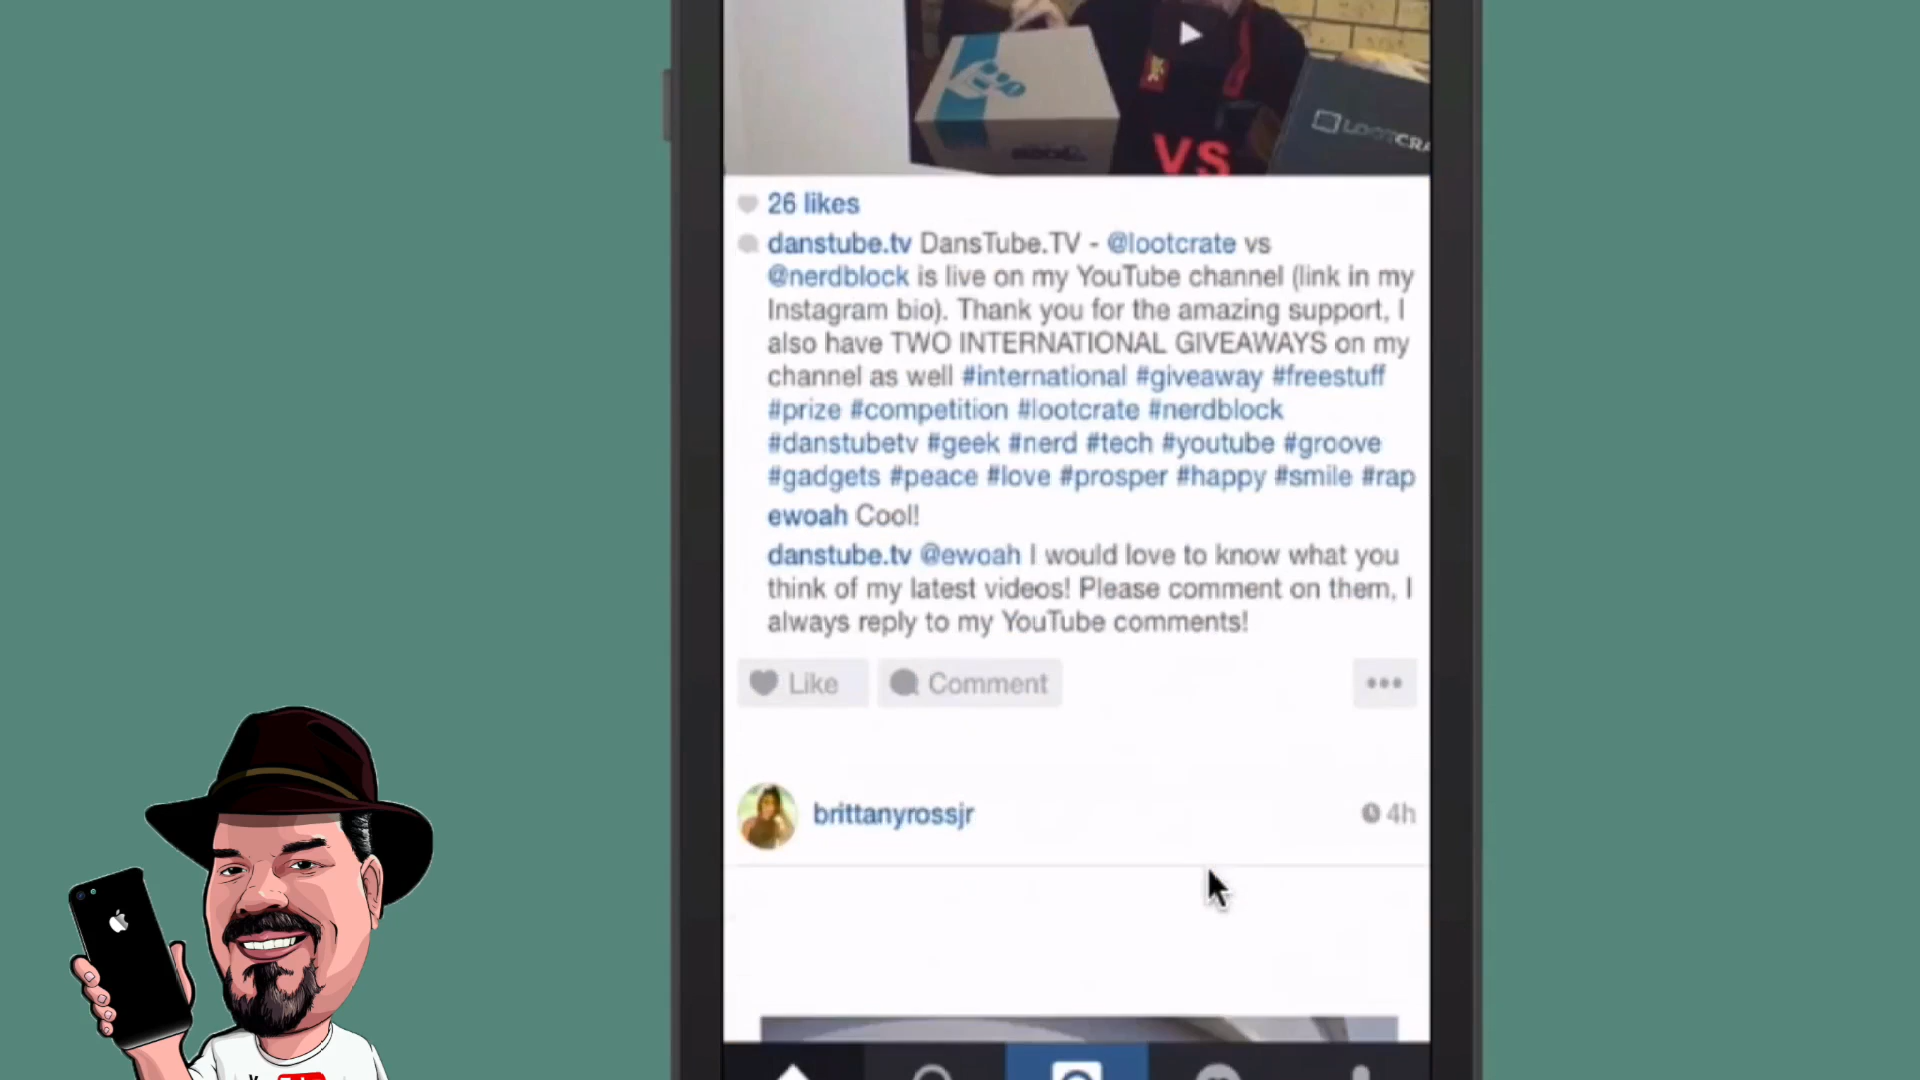 LOOTCRA
VS
26 likes
danstube.tv DansTube.TV - @lootcrate vs
@nerdblock is live on my YouTube channel (link in my
Instagram bio). Thank you for the amazing support, I
also have TWO INTERNATIONAL GIVEAWAYS on my
channel as well #international #giveaway #freestuff
#prize #competition #lootcrate #nerdblock
#danstubetv #geek #nerd #tech #youtube #groove
#gadgets #peace #love #prosper #happy #smile #rap
ewoah Cool!
danstube.tv @ewoah I would love to know what you
think of my latest videos! Please comment on them, I
always reply to my YouTube comments!
Like Comment
brittanyrossjr 4h